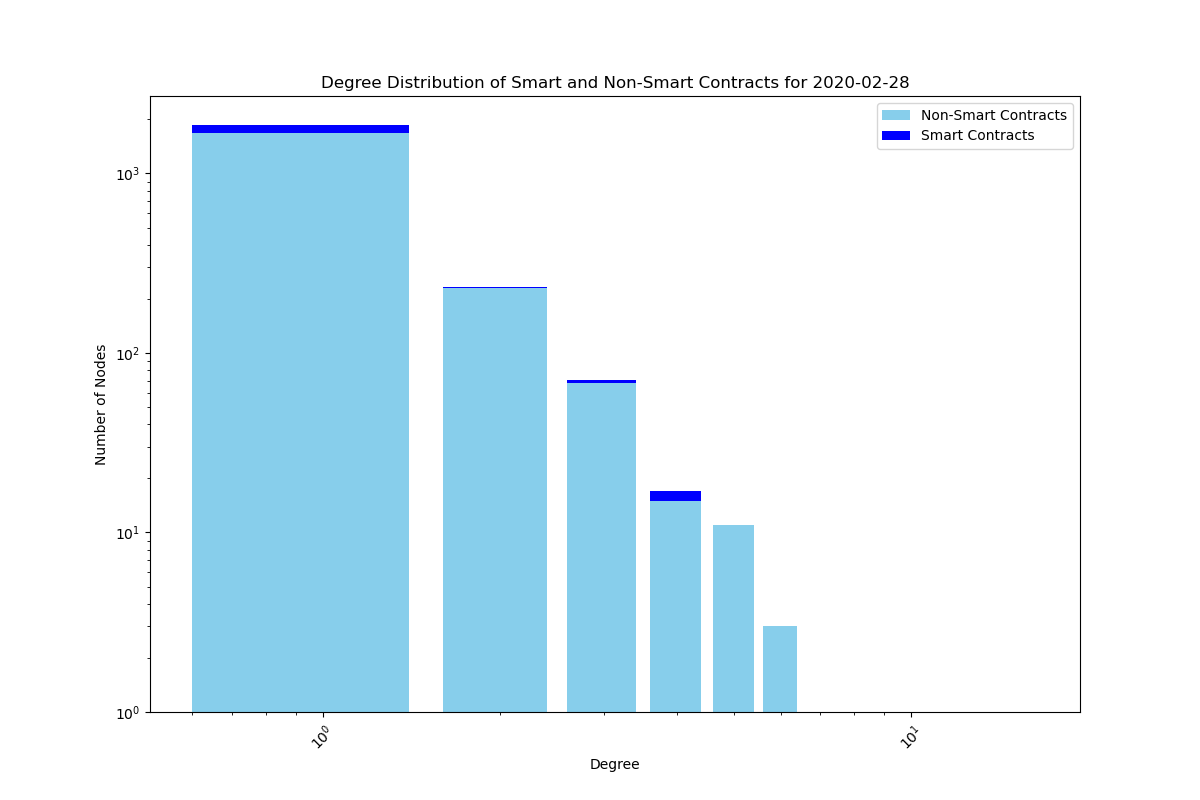 Degree Distribution of Smart and Non-Smart Contracts for 2020-02-28
Non-Smart Contracts
Smart Contracts
Number of Nodes
10³
10²
10¹
10⁰
10⁰ 10¹
Degree